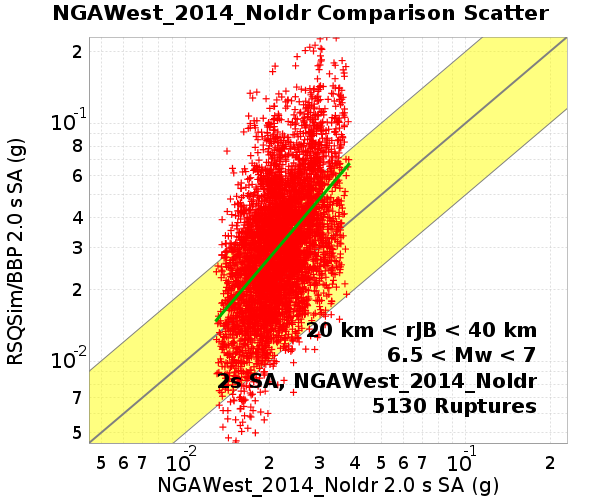 NGAWest_2014_NoIdr Comparison Scatter
RSQSim/BBP 2.0 s SA (g)
2
10-1
8
6
4
3
2
10-2
7
5
20 km < rJB < 40 km
6.5 < Mw < 7
2s SA, NGAWest_2014_NoIdr
5130 Ruptures
5 6 7 10-2 2 3 4 5 6 7 10-1 2
NGAWest_2014_NoIdr 2.0 s SA (g)